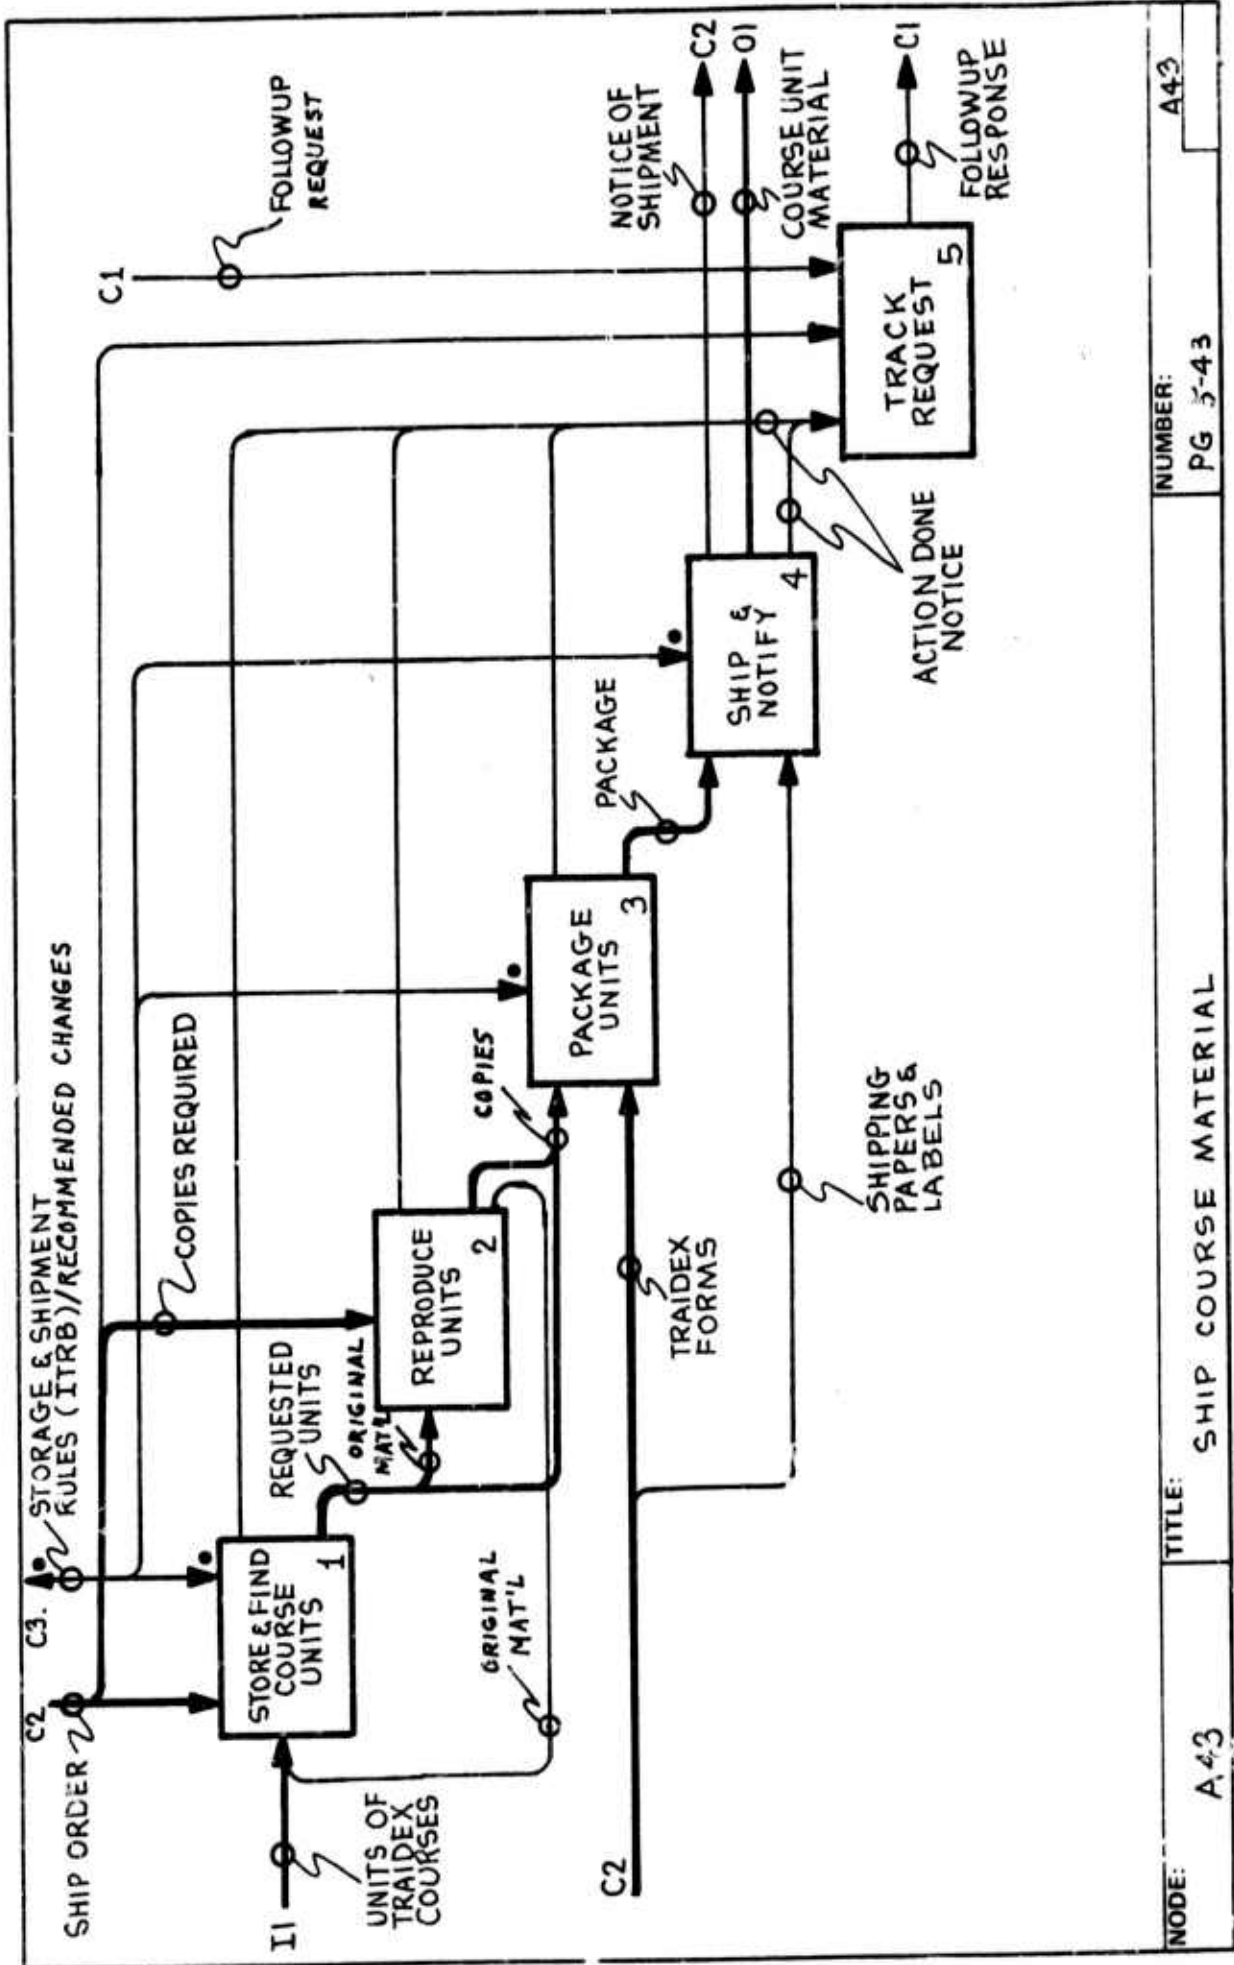 C2
C3.
STORAGE & SHIPMENT
RULES (ITRB)/RECOMMENDED CHANGES
SHIP ORDER
COPIES REQUIRED
C1
FOLLOWUP
REQUEST
I1
UNITS OF
TRAIDEX
COURSES
STORE & FIND
COURSE
UNITS
1
REQUESTED
UNITS
ORIGINAL
MAT'L
REPRODUCE
UNITS
2
COPIES
ORIGINAL
MAT'L
PACKAGE
UNITS
3
PACKAGE
SHIP &
NOTIFY
4
NOTICE OF
SHIPMENT
C2
O1
COURSE UNIT
MATERIAL
TRACK
REQUEST
5
C1
FOLLOWUP
RESPONSE
ACTION DONE
NOTICE
C2
TRAIDEX
FORMS
SHIPPING
PAPERS &
LABELS
NODE:
A43
TITLE:
SHIP COURSE MATERIAL
NUMBER:
PG 5-43
A43